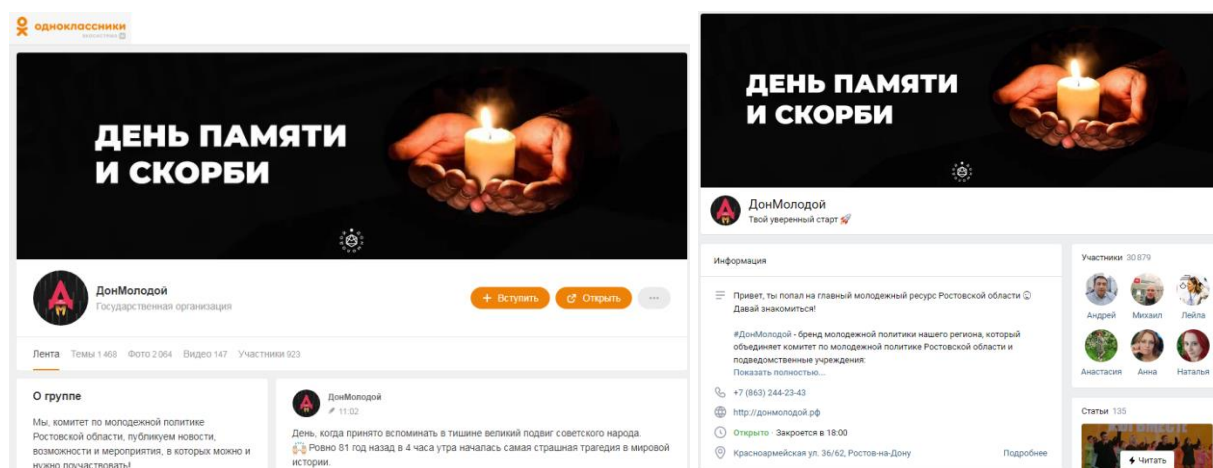 одноклассники
ДЕНЬ ПАМЯТИ
И СКОРБИ
ДонМолодой
Государственная организация
+ Вступить
Открыть
Лента Темы 1 468 Фото 2 064 Видео 147 Участники 923
О группе
Мы, комитет по молодежной политике
Ростовской области, публикуем новости,
возможности и мероприятия, в которых можно и
нужно поучаствовать!
ДонМолодой
11:02
День, когда принято вспоминать в тишине великий подвиг советского народа.
Ровно 81 год назад в 4 часа утра началась самая страшная трагедия в мировой
истории.
ДЕНЬ ПАМЯТИ
И СКОРБИ
ДонМолодой
Твой уверенный старт 🚀
Информация
Привет, ты попал на главный молодежный ресурс Ростовской области
Давай знакомиться!
#ДонМолодой - бренд молодежной политики нашего региона, который
объединяет комитет по молодежной политике Ростовской области и
подведомственные учреждения:
Показать полностью...
+7 (863) 244-23-43
http://донмолодой.рф
Открыто · Закроется в 18:00
Красноармейская ул. 36/62, Ростов-на-Дону Подробнее
Участники 30 879
Андрей Михаил Лейла
Анастасия Анна Наталья
Статьи 135
Читать